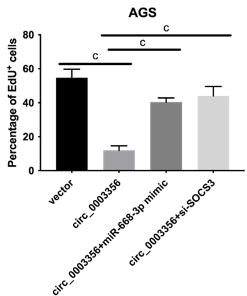 AGS
c
c
c
Percentage of EdU⁺ cells
80
60
40
20
0
vector
circ_0003356
circ_0003356+miR-668-3p mimic
circ_0003356+si-SOCS3